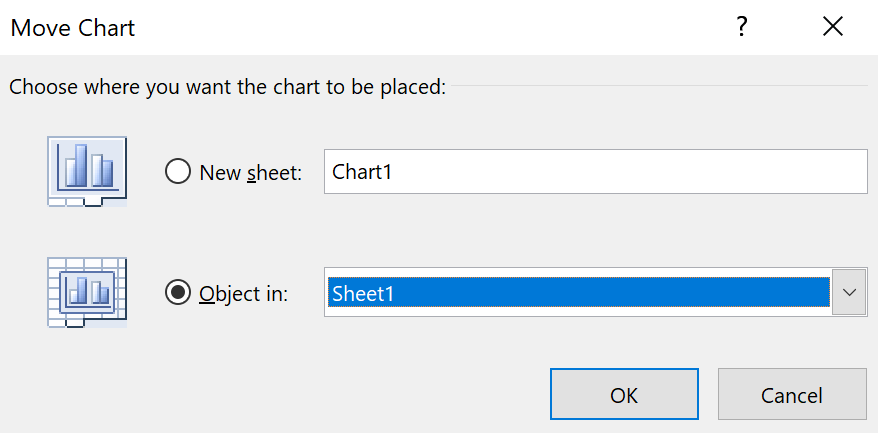 Move Chart ?
Choose where you want the chart to be placed:
New sheet: Chart1
Object in: Sheet1
OK Cancel